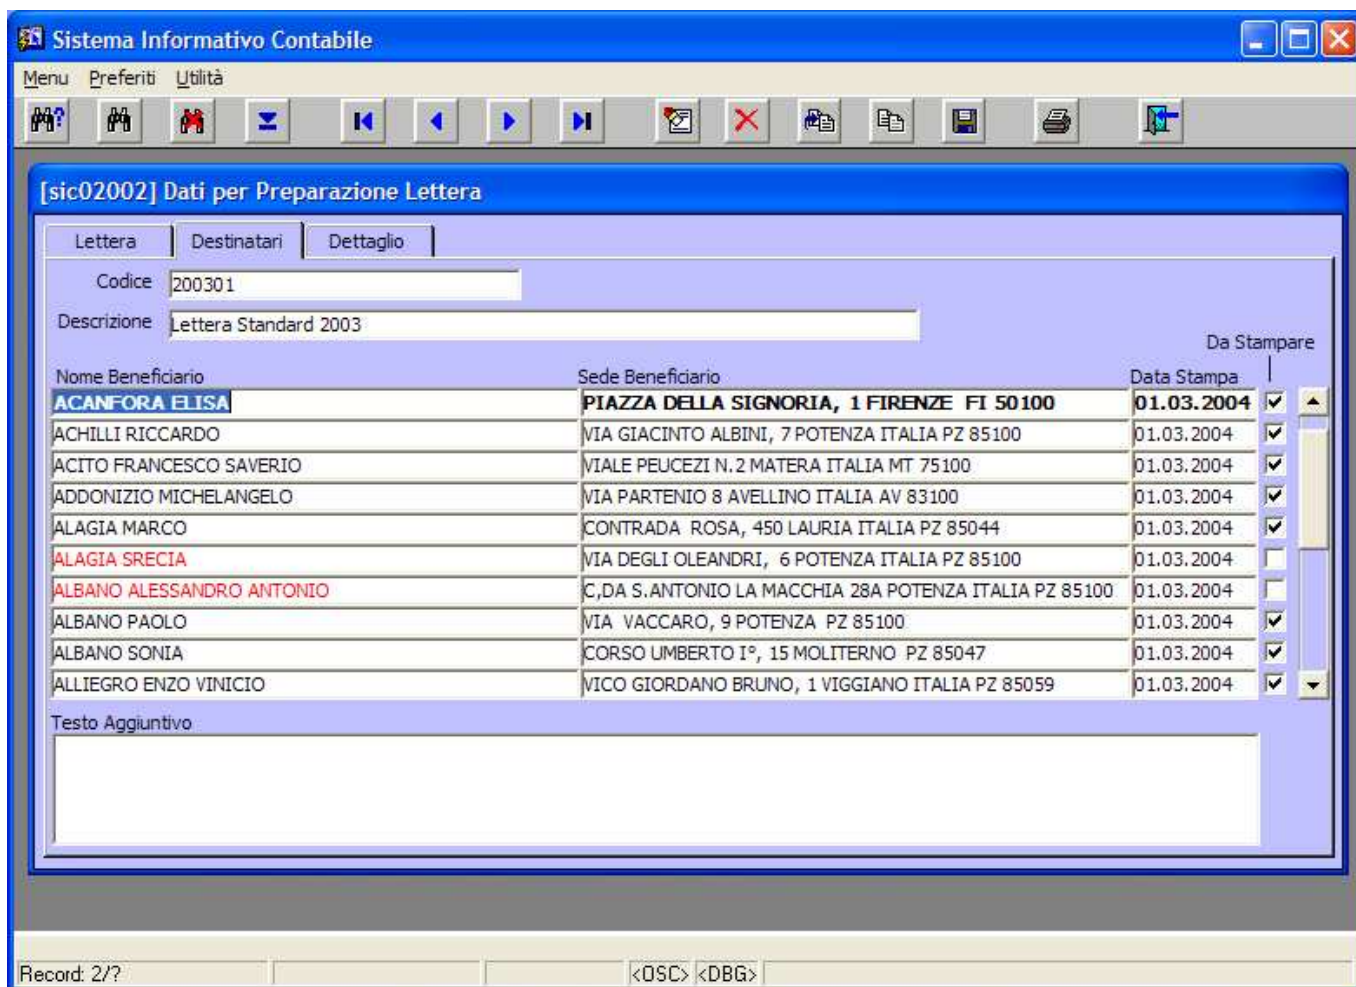 Sistema Informativo Contabile
Menu Preferiti Utilità
[sic02002] Dati per Preparazione Lettera
Lettera Destinatari Dettaglio
Codice 200301
Descrizione Lettera Standard 2003
Da Stampare
Nome Beneficiario Sede Beneficiario Data Stampa
ACANFORA ELISA PIAZZA DELLA SIGNORIA, 1 FIRENZE FI 50100 01.03.2004
ACHILLI RICCARDO VIA GIACINTO ALBINI, 7 POTENZA ITALIA PZ 85100 01.03.2004
ACITO FRANCESCO SAVERIO VIALE PEUCEZI N.2 MATERA ITALIA MT 75100 01.03.2004
ADDONIZIO MICHELANGELO VIA PARTENIO 8 AVELLINO ITALIA AV 83100 01.03.2004
ALAGIA MARCO CONTRADA ROSA, 450 LAURIA ITALIA PZ 85044 01.03.2004
ALAGIA SRECIA VIA DEGLI OLEANDRI, 6 POTENZA ITALIA PZ 85100 01.03.2004
ALBANO ALESSANDRO ANTONIO C,DA S.ANTONIO LA MACCHIA 28A POTENZA ITALIA PZ 85100 01.03.2004
ALBANO PAOLO VIA VACCARO, 9 POTENZA PZ 85100 01.03.2004
ALBANO SONIA CORSO UMBERTO I°, 15 MOLITERNO PZ 85047 01.03.2004
ALLIEGRO ENZO VINICIO VICO GIORDANO BRUNO, 1 VIGGIANO ITALIA PZ 85059 01.03.2004
Testo Aggiuntivo
Record: 2/? <OSC> <DBG>